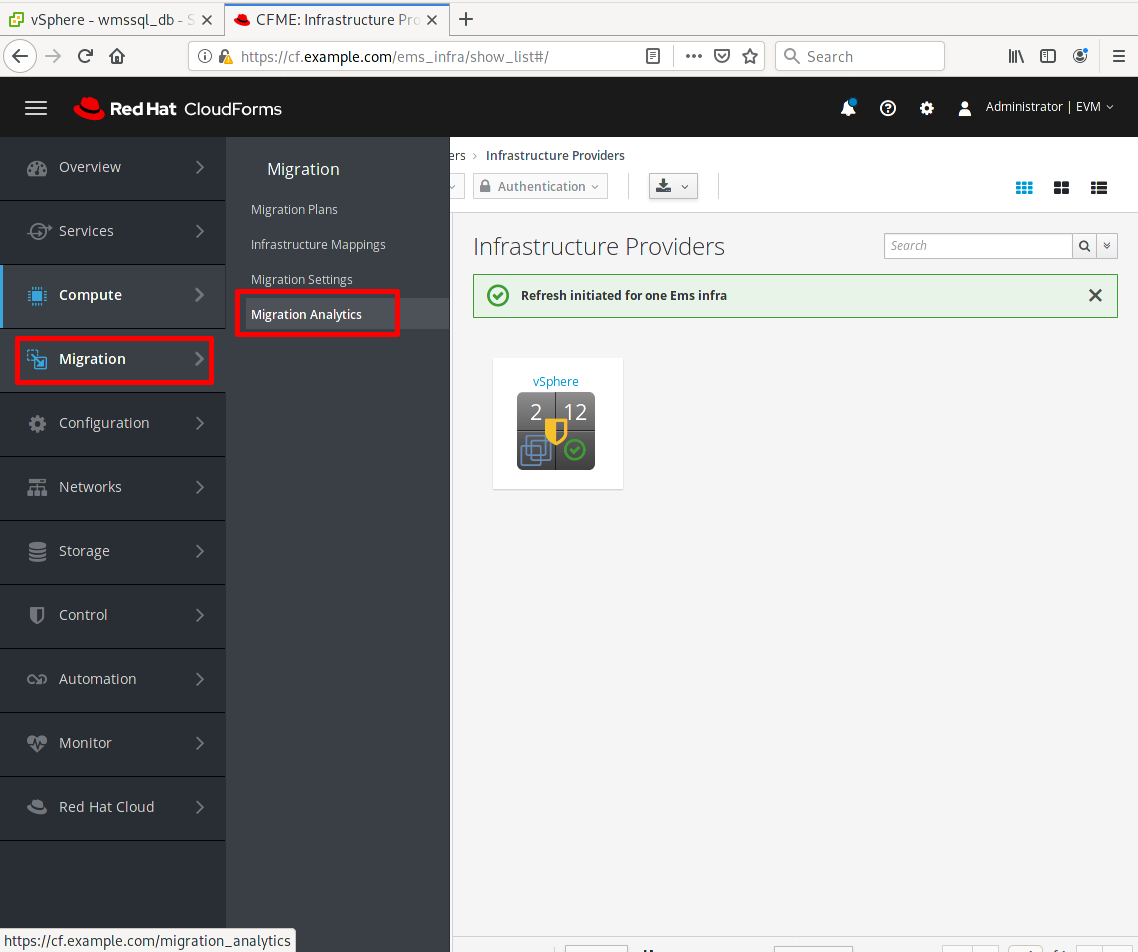 vSphere - wmssql_db - S
CFME: Infrastructure Pro
https://cf.example.com/ems_infra/show_list#/
Search
Red Hat CloudForms
Administrator | EVM
Overview
Services
Compute
Migration
Configuration
Networks
Storage
Control
Automation
Monitor
Red Hat Cloud
Migration
Migration Plans
Infrastructure Mappings
Migration Settings
Migration Analytics
ers > Infrastructure Providers
Authentication
Infrastructure Providers
Search
Refresh initiated for one Ems infra
vSphere
2 12
https://cf.example.com/migration_analytics